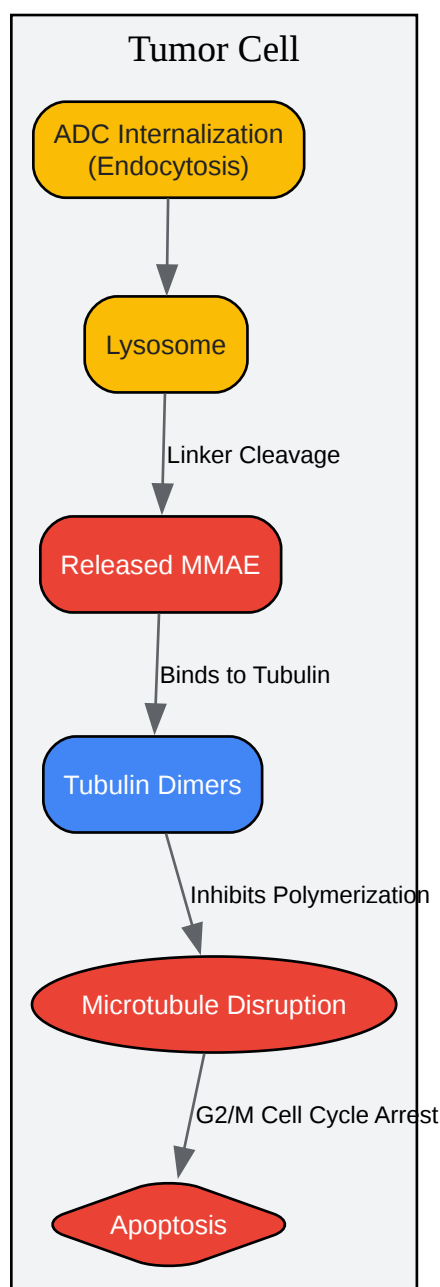 Tumor Cell
ADC Internalization
(Endocytosis)
Lysosome
Linker Cleavage
Released MMAE
Binds to Tubulin
Tubulin Dimers
Inhibits Polymerization
Microtubule Disruption
G2/M Cell Cycle Arrest
Apoptosis